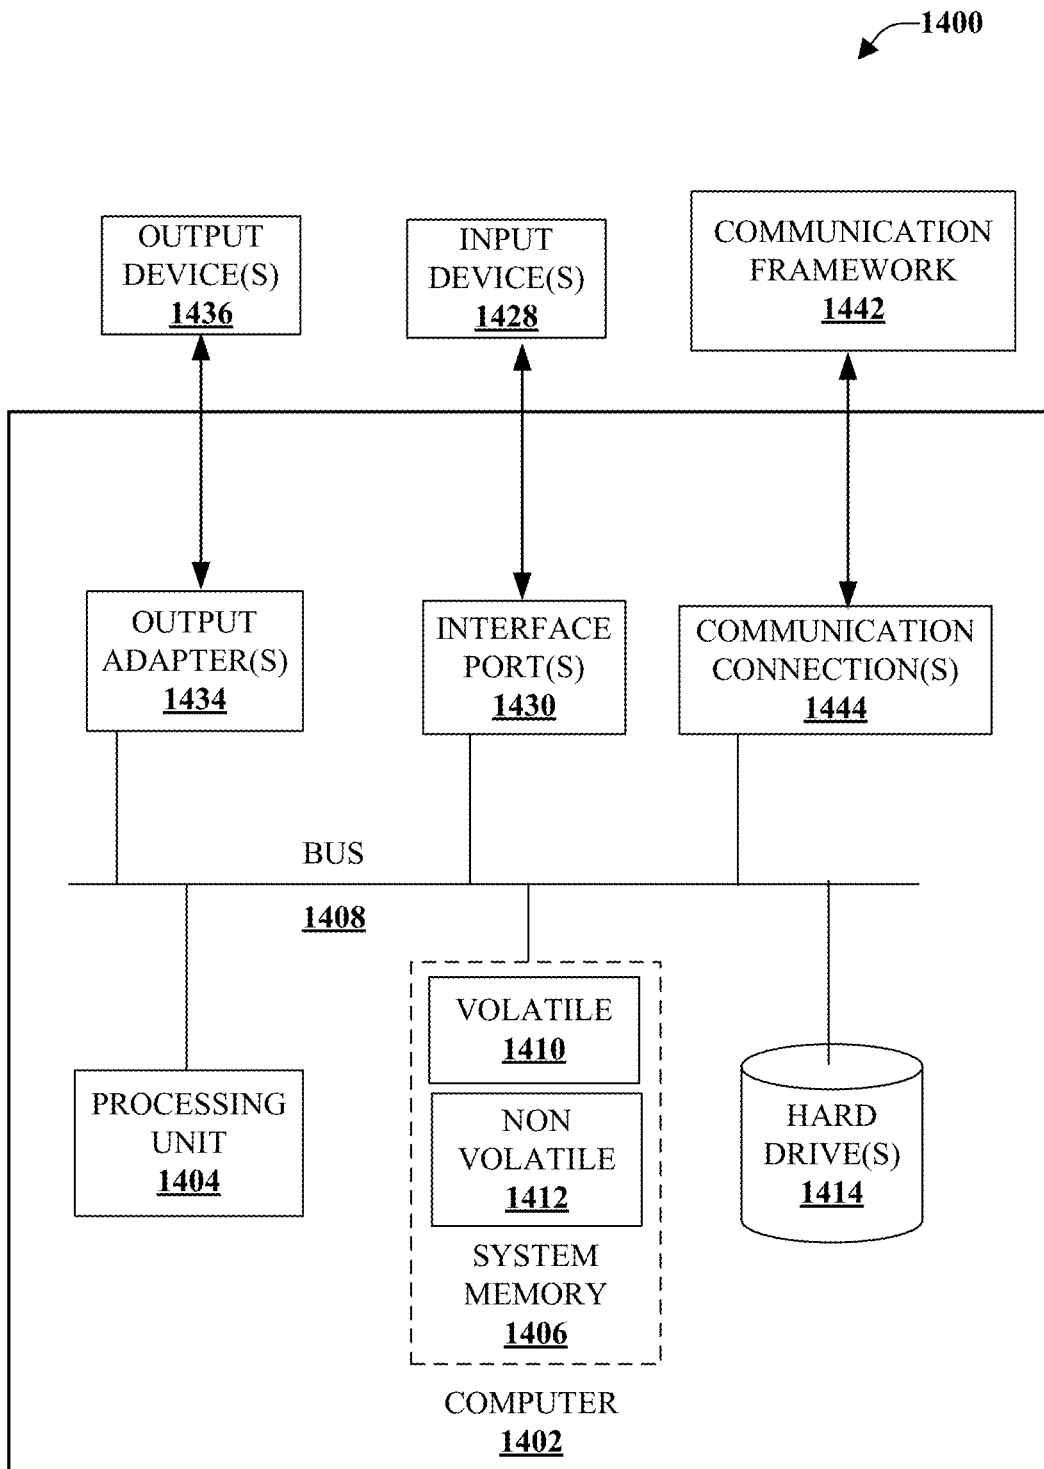 1400
OUTPUT
DEVICE(S)
1436
INPUT
DEVICE(S)
1428
COMMUNICATION
FRAMEWORK
1442
OUTPUT
ADAPTER(S)
1434
INTERFACE
PORT(S)
1430
COMMUNICATION
CONNECTION(S)
1444
BUS
1408
PROCESSING
UNIT
1404
VOLATILE
1410
NON
VOLATILE
1412
SYSTEM
MEMORY
1406
HARD
DRIVE(S)
1414
COMPUTER
1402